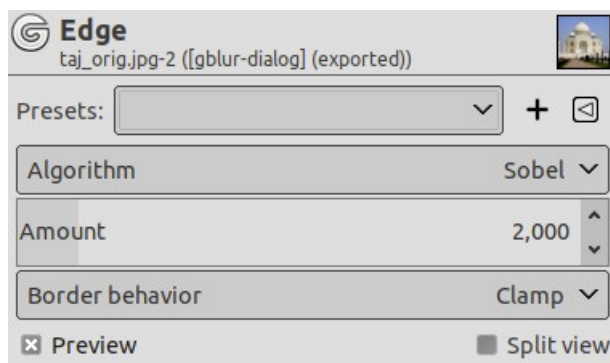 Edge
taj_orig.jpg-2 ([gblur-dialog] (exported))
Presets:
Algorithm Sobel
Amount 2,000
Border behavior Clamp
Preview Split view